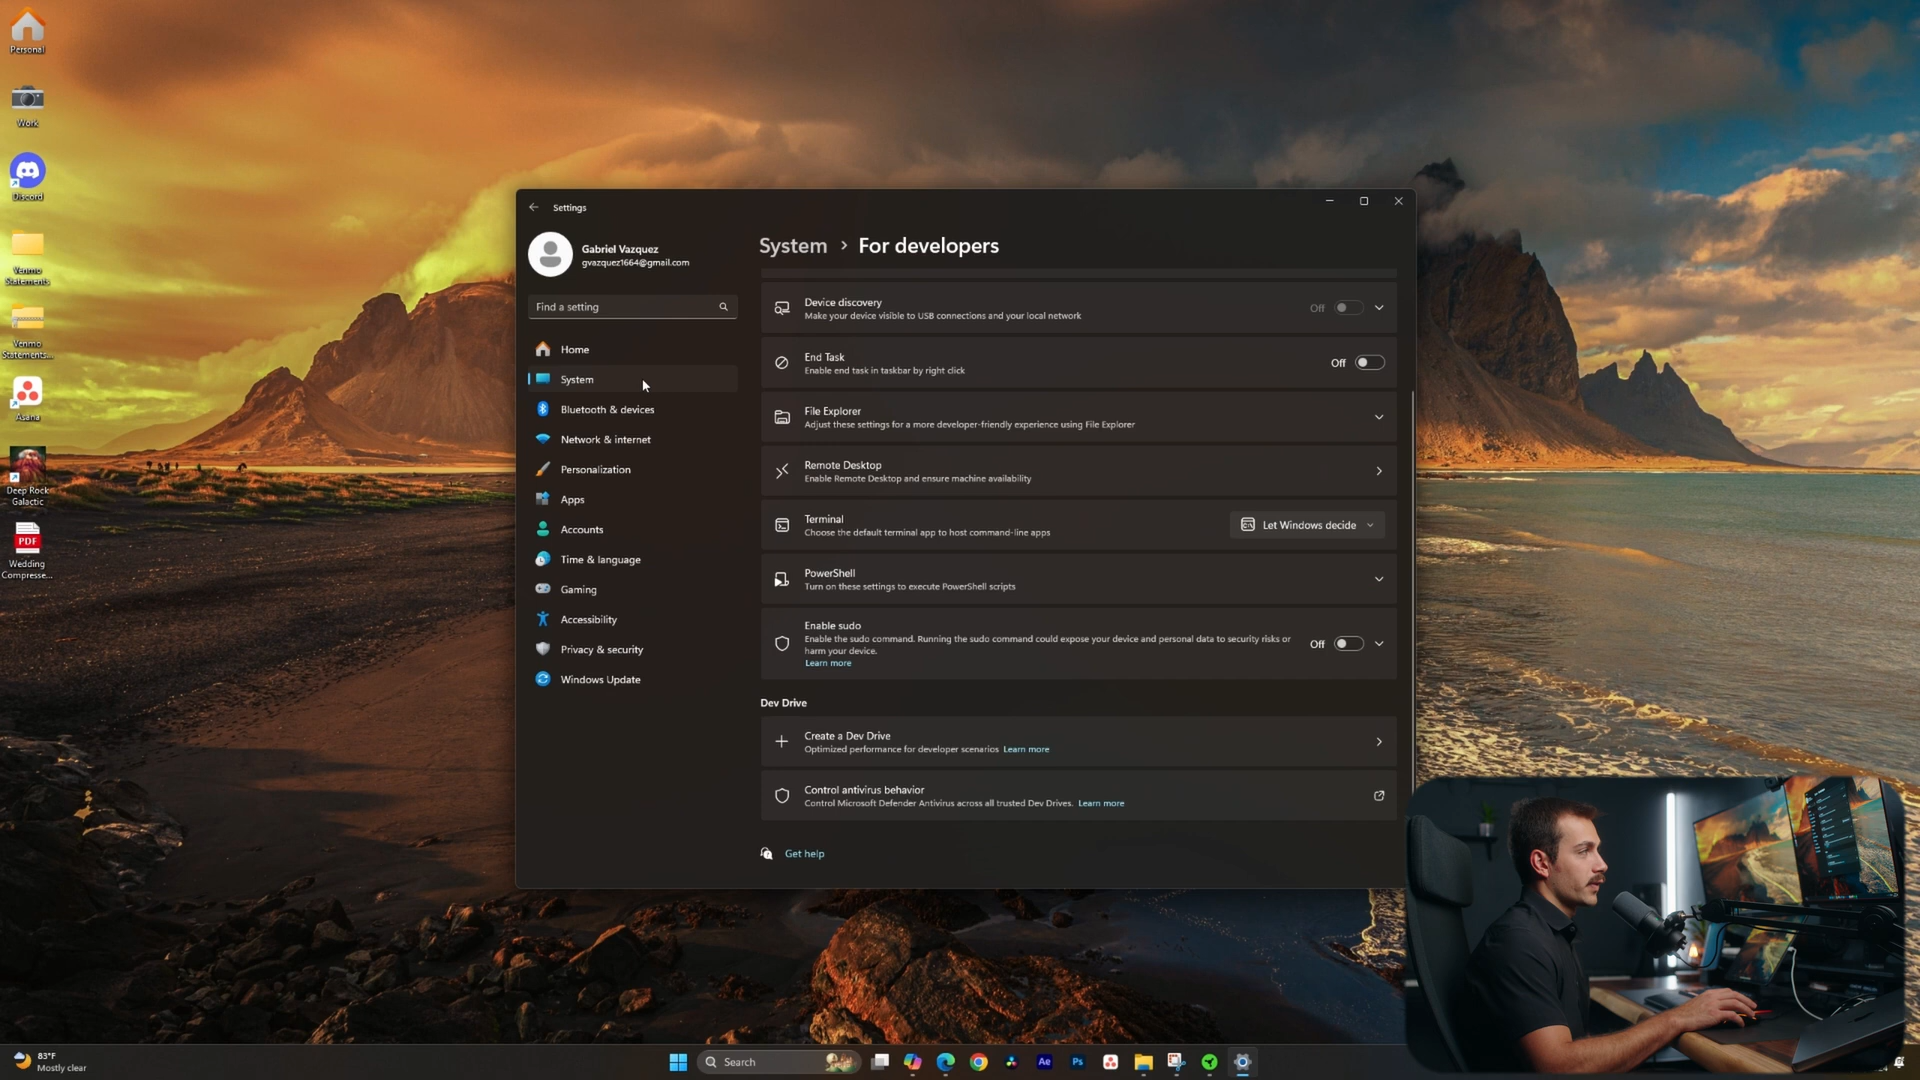 Personal
Work
Discord
Venmo
Statements
Venmo
Statements...
Asana
Deep Rock
Galactic
PDF
Wedding
Compresse...
Settings
Gabriel Vazquez
gvazquez1664@gmail.com
Find a setting
Home
System
Bluetooth & devices
Network & internet
Personalization
Apps
Accounts
Time & language
Gaming
Accessibility
Privacy & security
Windows Update
System > For developers
Device discovery
Make your device visible to USB connections and your local network
Off
End Task
Enable end task in taskbar by right click
Off
File Explorer
Adjust these settings for a more developer-friendly experience using File Explorer
Remote Desktop
Enable Remote Desktop and ensure machine availability
Terminal
Choose the default terminal app to host command-line apps
Let Windows decide
PowerShell
Turn on these settings to execute PowerShell scripts
Enable sudo
Enable the sudo command. Running the sudo command could expose your device and personal data to security risks or
harm your device.
Learn more
Off
Dev Drive
Create a Dev Drive
Optimized performance for developer scenarios Learn more
Control antivirus behavior
Control Microsoft Defender Antivirus across all trusted Dev Drives. Learn more
Get help
83°F
Mostly clear
Search
Ae
Ps